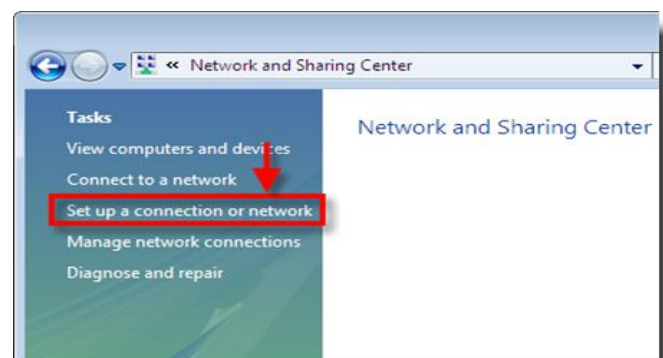 « Network and Sharing Center
Tasks
View computers and devices
Connect to a network
Set up a connection or network
Manage network connections
Diagnose and repair
Network and Sharing Center